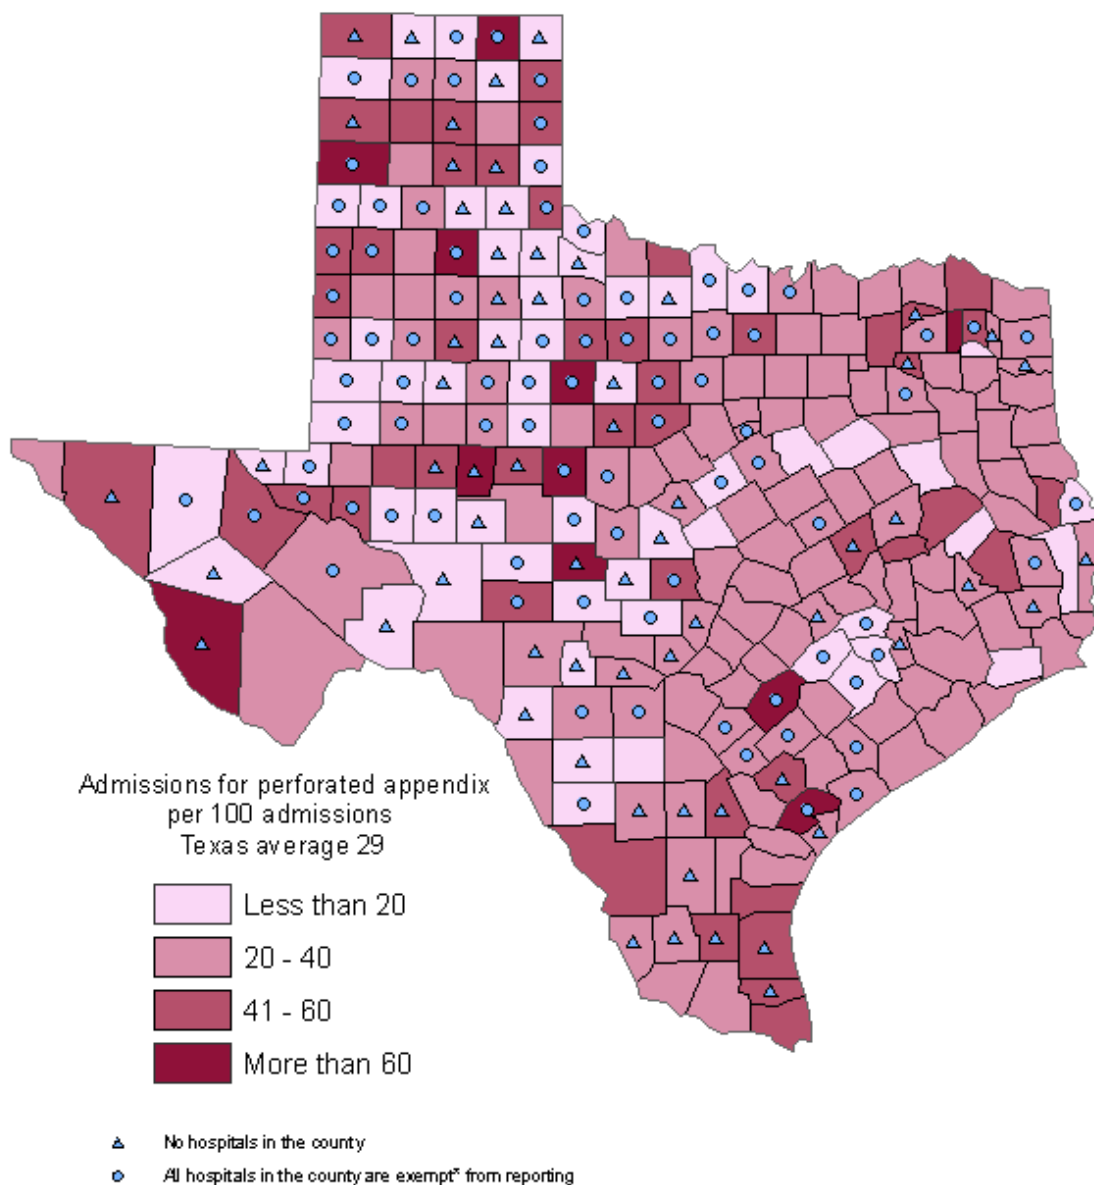 Admissions for perforated appendix
per 100 admissions
Texas average 29
Less than 20
20 - 40
41 - 60
More than 60
No hospitals in the county
All hospitals in the county are exempt* from reporting